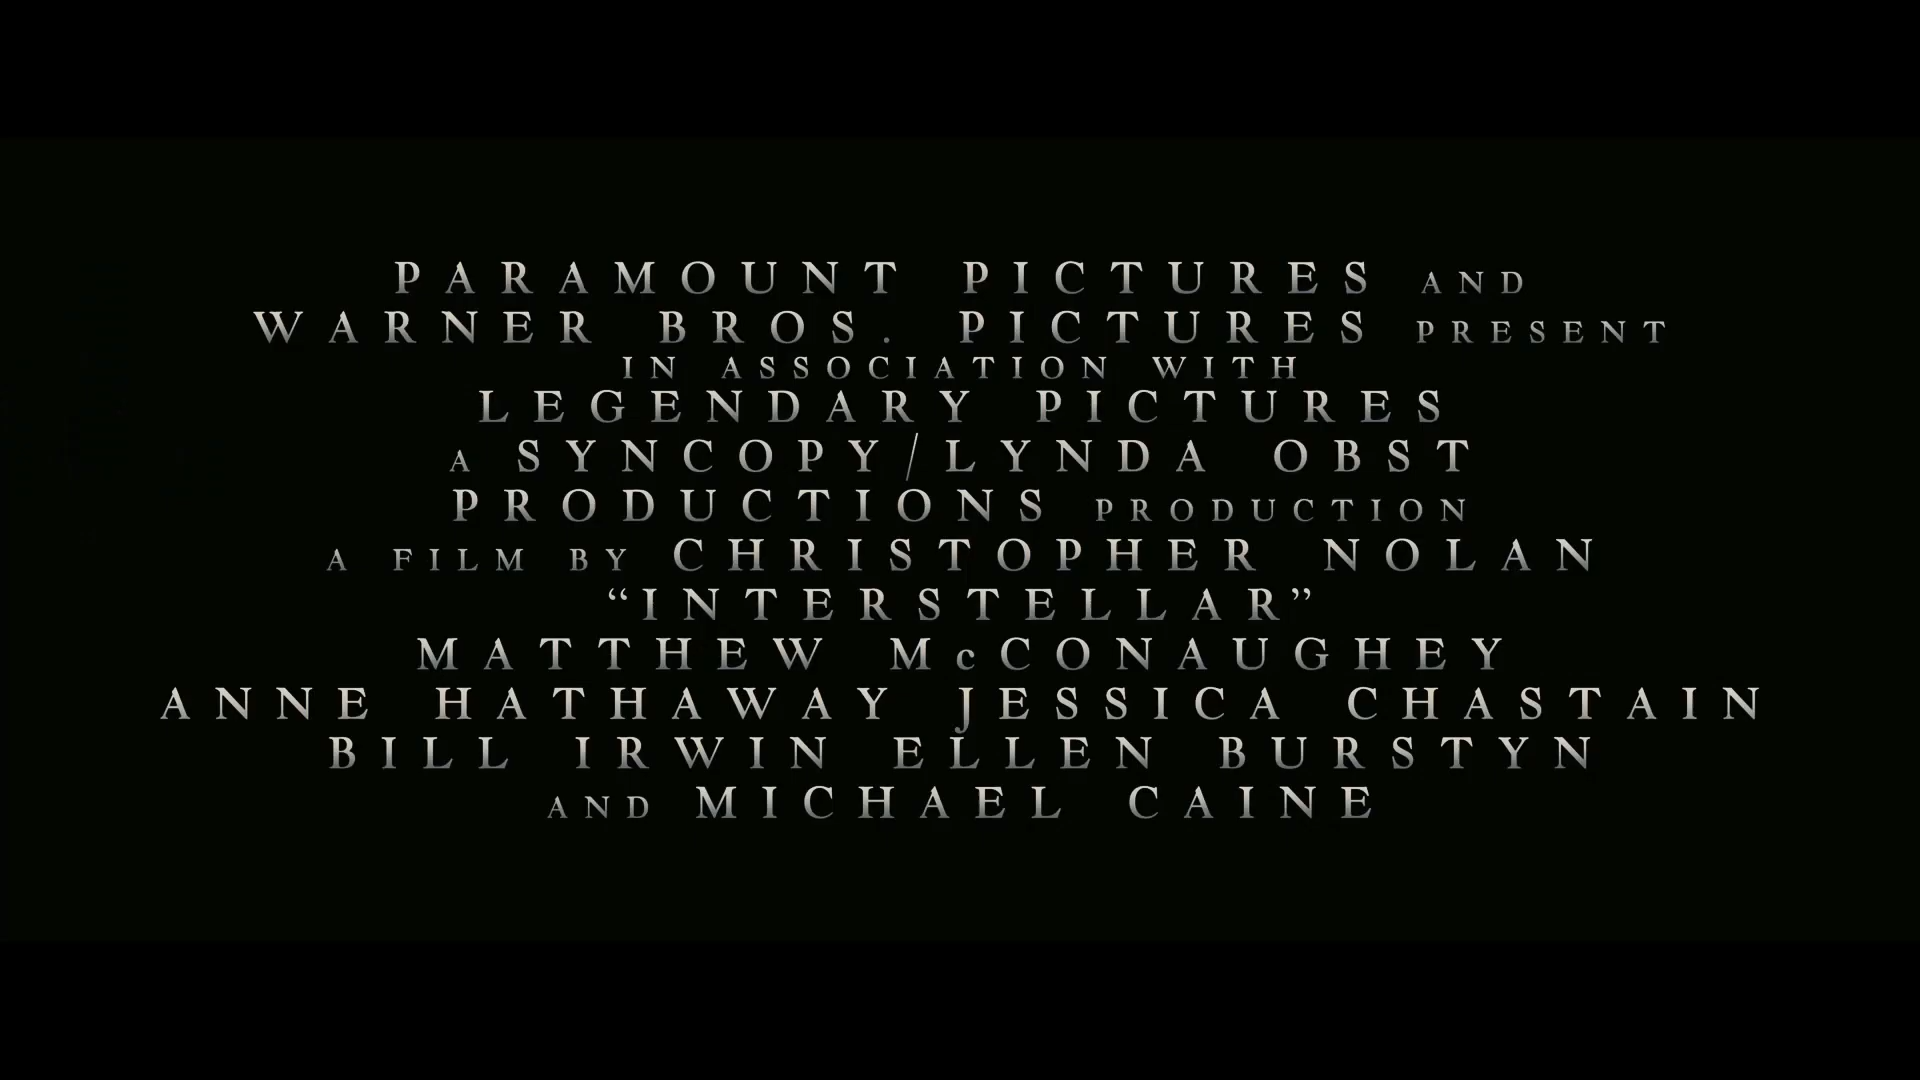 PARAMOUNT PICTURES AND
WARNER BROS. PICTURES PRESENT
IN ASSOCIATION WITH
LEGENDARY PICTURES
A SYNCOPY/LYNDA OBST
PRODUCTIONS PRODUCTION
A FILM BY CHRISTOPHER NOLAN
“INTERSTELLAR”
MATTHEW McCONAUGHEY
ANNE HATHAWAY JESSICA CHASTAIN
BILL IRWIN ELLEN BURSTYN
AND MICHAEL CAINE